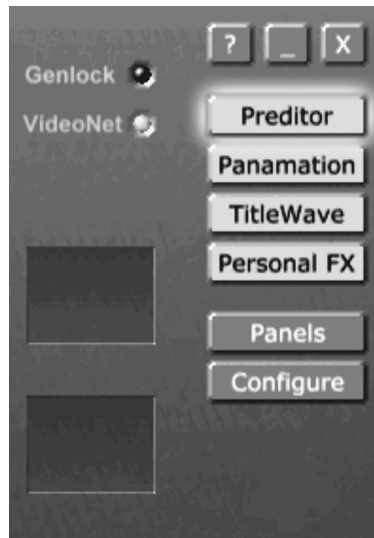 ? _ X
Genlock
VideoNet
Preditor
Panamation
TitleWave
Personal FX
Panels
Configure